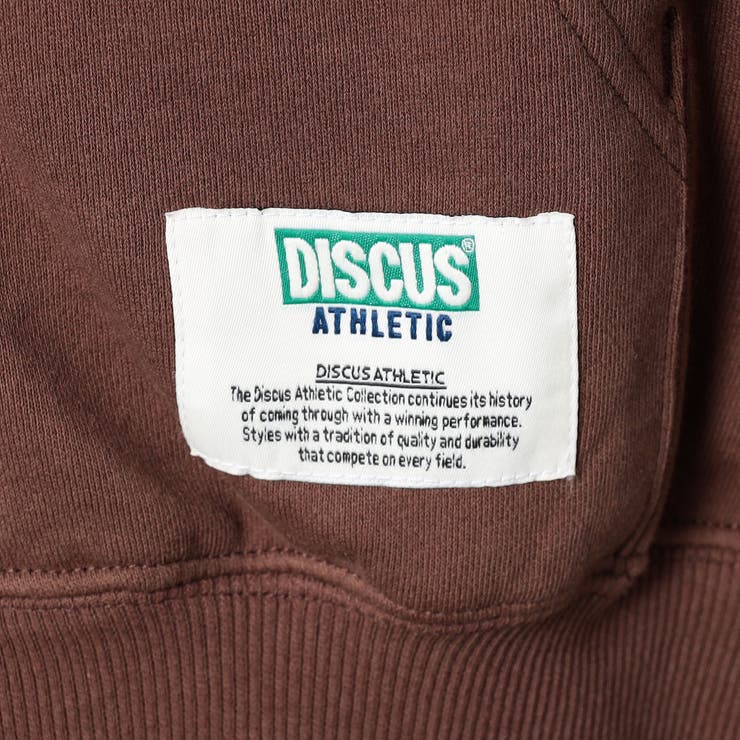 DISCUS®
ATHLETIC
DISCUS ATHLETIC
The Discus Athletic Collection continues its history
of coming through with a winning performance.
Styles with a tradition of quality and durability
that compete on every field.